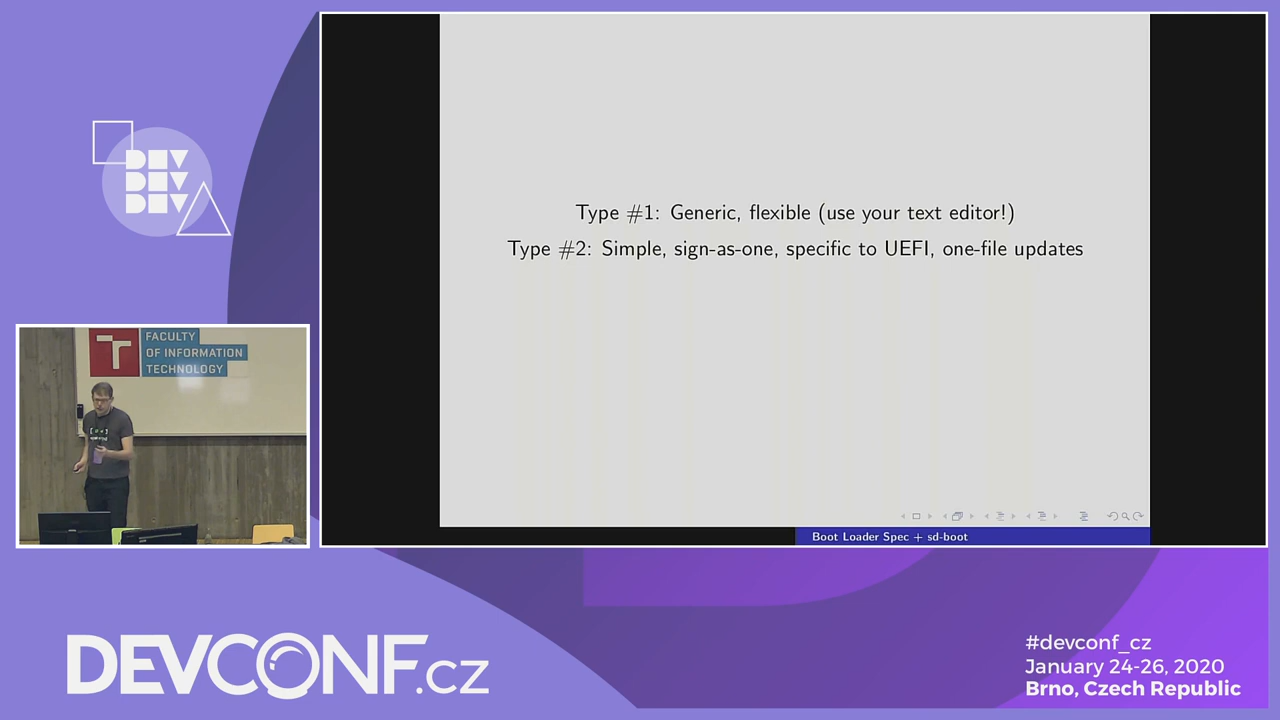 DEV
DEV
DEV
Type #1: Generic, flexible (use your text editor!)
Type #2: Simple, sign-as-one, specific to UEFI, one-file updates
Boot Loader Spec + sd-boot
FACULTY
OF INFORMATION
TECHNOLOGY
DEVCONF.cz
#devconf_cz
January 24-26, 2020
Brno, Czech Republic